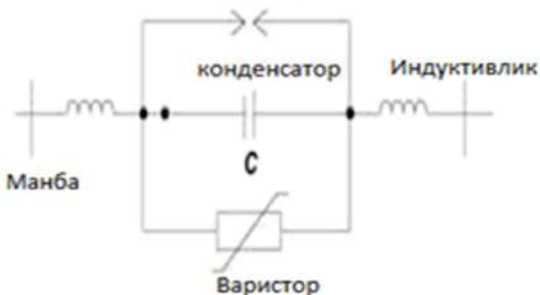 конденсатор
Индуктивлик
C
Манба
Варистор